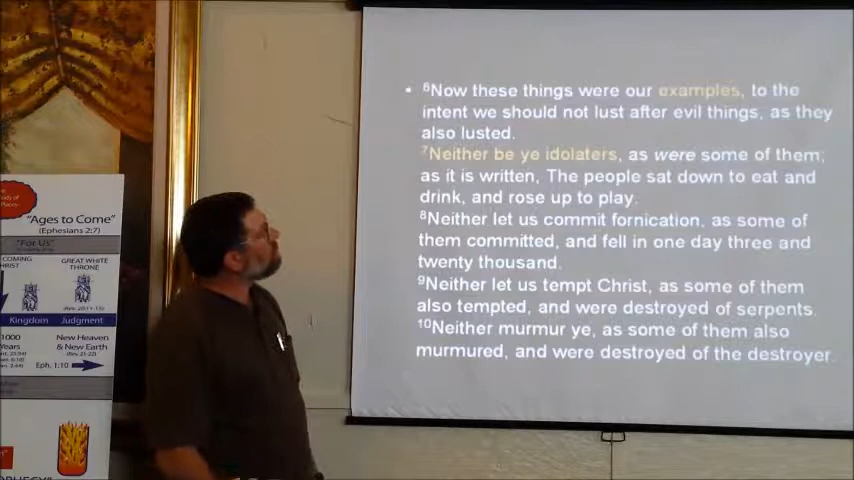 ⁶Now these things were our examples, to the
intent we should not lust after evil things, as they
also lusted.
⁷Neither be ye idolaters, as were some of them;
as it is written, The people sat down to eat and
drink, and rose up to play.
⁸Neither let us commit fornication, as some of
them committed, and fell in one day three and
twenty thousand.
⁹Neither let us tempt Christ, as some of them
also tempted, and were destroyed of serpents.
¹⁰Neither murmur ye, as some of them also
murmured, and were destroyed of the destroyer.
"Ages to Come"
(Ephesians 2:7)
"For Us"
GREAT WHITE
THRONE
Kingdom Judgment
1000
Years
New Heaven
& New Earth
Eph. 1:10